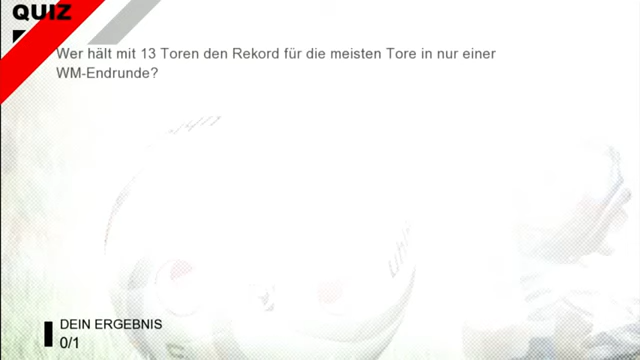 QUIZ
Wer hält mit 13 Toren den Rekord für die meisten Tore in nur einer
WM-Endrunde?
DEIN ERGEBNIS
0/1